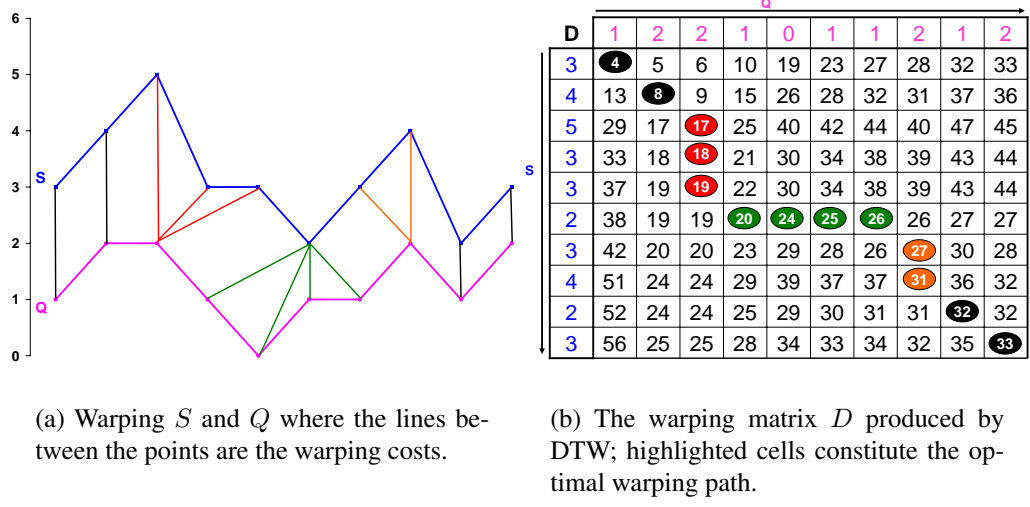 6
5
4
3
2
1
0
S
Q
S
Q
D 1 2 2 1 0 1 1 2 1 2
3 4 5 6 10 19 23 27 28 32 33
4 13 8 9 15 26 28 32 31 37 36
5 29 17 17 25 40 42 44 40 47 45
3 33 18 18 21 30 34 38 39 43 44
3 37 19 19 22 30 34 38 39 43 44
2 38 19 19 20 24 25 26 26 27 27
3 42 20 20 23 29 28 26 27 30 28
4 51 24 24 29 39 37 37 31 36 32
2 52 24 24 25 29 30 31 31 32 32
3 56 25 25 28 34 33 34 32 35 33
(a) Warping S and Q where the lines be-
tween the points are the warping costs.
(b) The warping matrix D produced by
DTW; highlighted cells constitute the op-
timal warping path.